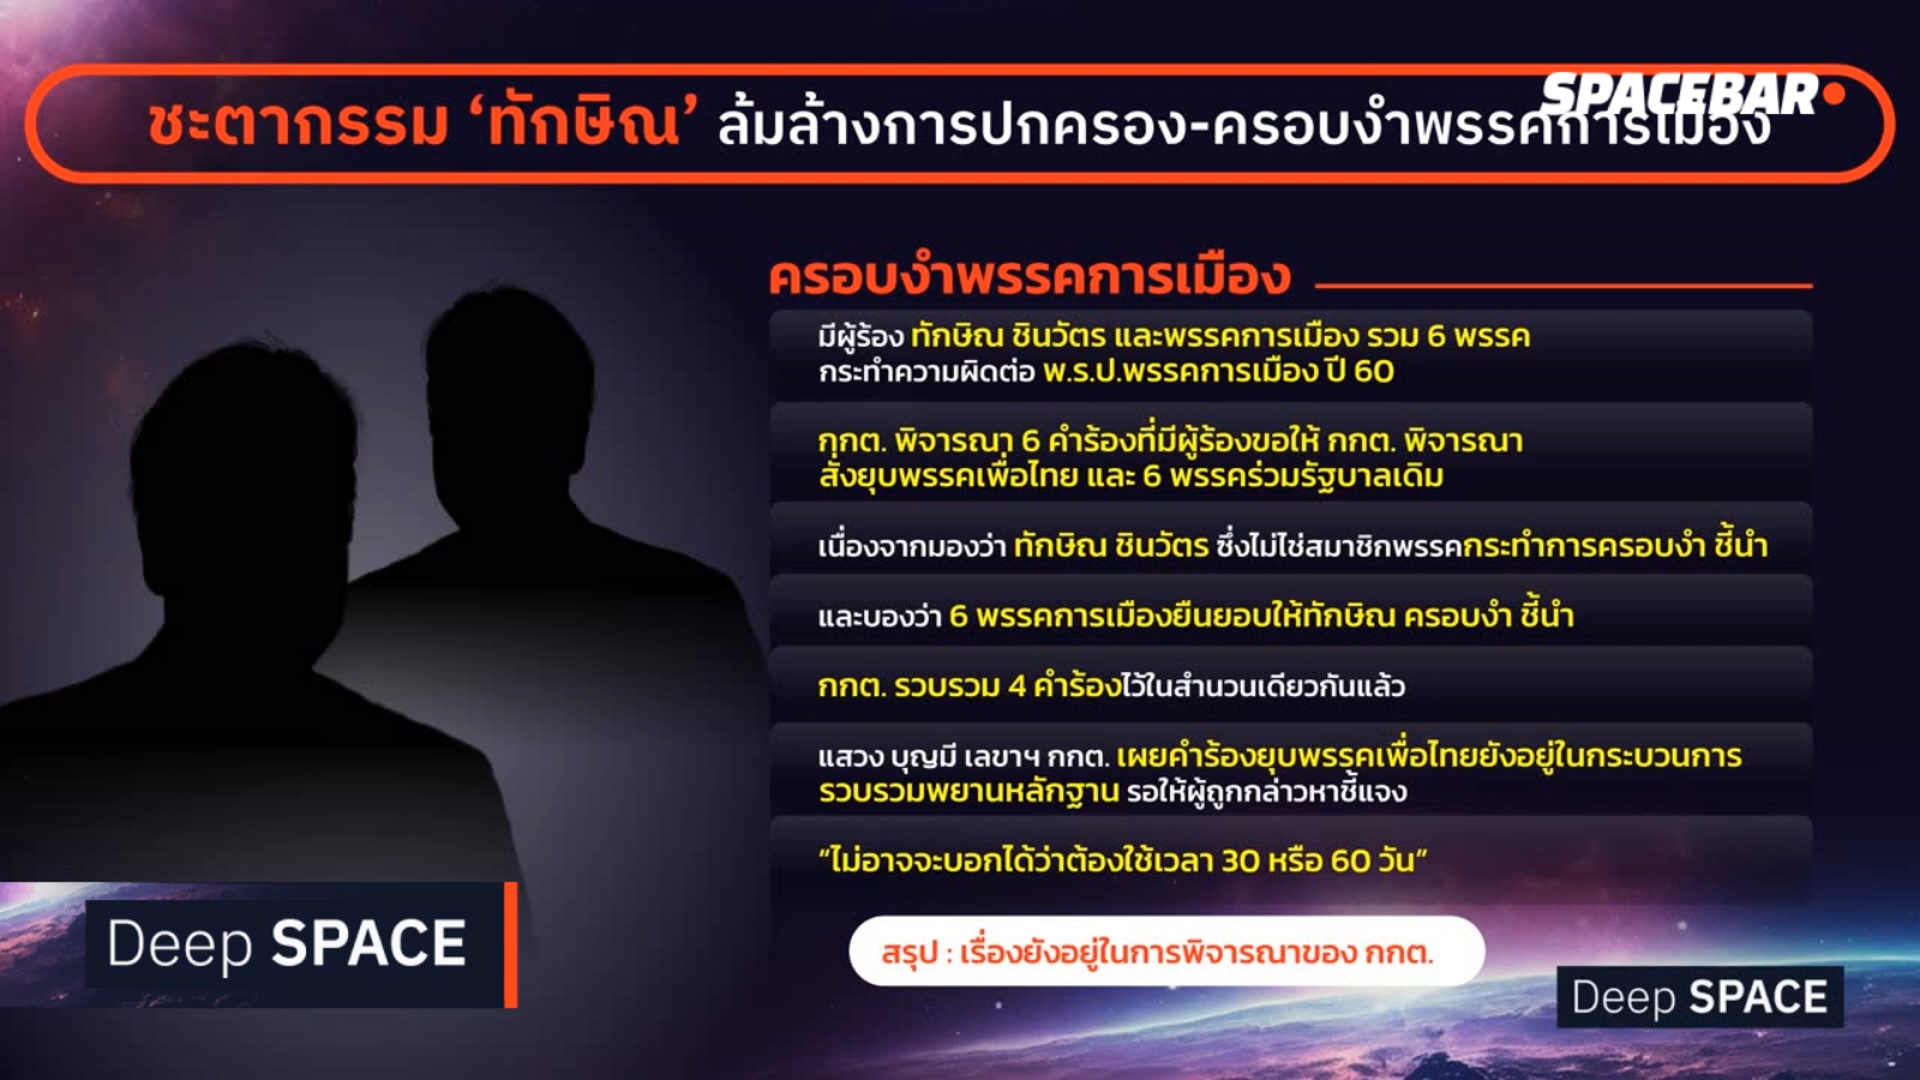 SPACEBAR
ชะตากรรม ‘ทักษิณ’ ล้มล้างการปกครอง-ครอบงำพรรคการเมือง
ครอบงำพรรคการเมือง
มีผู้ร้อง ทักษิณ ชินวัตร และพรรคการเมือง รวม 6 พรรค
กระทำความผิดต่อ พ.ร.ป.พรรคการเมือง ปี 60
กกต. พิจารณา 6 คำร้องที่มีผู้ร้องขอให้ กกต. พิจารณา
สั่งยุบพรรคเพื่อไทย และ 6 พรรคร่วมรัฐบาลเดิม
เนื่องจากมองว่า ทักษิณ ชินวัตร ซึ่งไม่ใช่สมาชิกพรรคกระทำการครอบงำ ชี้นำ
และบองว่า 6 พรรคการเมืองยืนยอบให้ทักษิณ ครอบงำ ชี้นำ
กกต. รวบรวม 4 คำร้องไว้ในสำนวนเดียวกันแล้ว
แสวง บุญมี เลขาฯ กกต. เผยคำร้องยุบพรรคเพื่อไทยยังอยู่ในกระบวนการ
รวบรวมพยานหลักฐาน รอให้ผู้ถูกกล่าวหาชี้แจง
“ไม่อาจจะบอกได้ว่าต้องใช้เวลา 30 หรือ 60 วัน”
สรุป : เรื่องยังอยู่ในการพิจารณาของ กกต.
Deep SPACE
Deep SPACE